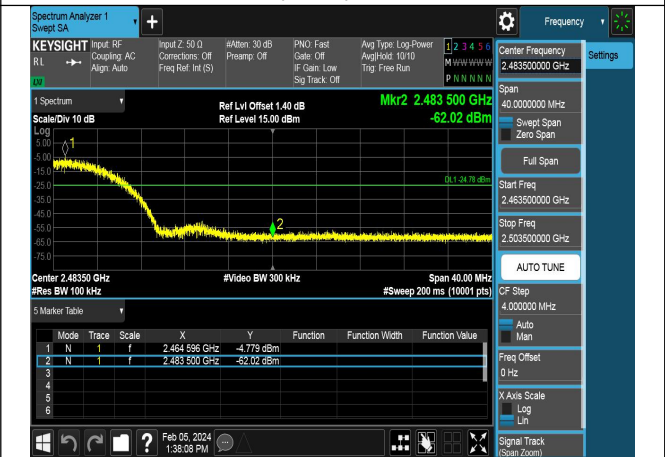 Spectrum Analyzer 1
Swept SA
+
Frequency
KEYSIGHT
RL
Input: RF
Coupling: AC
Align: Auto
Input Z: 50 Ω
Corrections: Off
Freq Ref: Int (S)
#Atten: 30 dB
Preamp: Off
PNO: Fast
Gate: Off
IF Gain: Low
Sig Track: Off
Avg Type: Log-Power
Avg|Hold: 10/10
Trig: Free Run
1 2 3 4 5 6
M W W W W W
P N N N N N
1 Spectrum
Scale/Div 10 dB
Ref Lvl Offset 1.40 dB
Ref Level 15.00 dBm
Mkr2 2.483 500 GHz
-62.02 dBm
Log
5.00
-5.00
-15.0
-25.0
-35.0
-45.0
-55.0
-65.0
-75.0
1
2
DL1 -24.78 dBm
Center 2.48350 GHz
#Video BW 300 kHz
Span 40.00 MHz
#Res BW 100 kHz
#Sweep 200 ms (10001 pts)
5 Marker Table
Mode Trace Scale X Y Function Function Width Function Value
1 N 1 f 2.464 596 GHz -4.779 dBm
2 N 1 f 2.483 500 GHz -62.02 dBm
3
4
5
6
?
Feb 05, 2024
1:38:08 PM
Center Frequency
2.483500000 GHz
Settings
Span
40.0000000 MHz
Swept Span
Zero Span
Full Span
Start Freq
2.463500000 GHz
Stop Freq
2.503500000 GHz
AUTO TUNE
CF Step
4.000000 MHz
Auto
Man
Freq Offset
0 Hz
X Axis Scale
Log
Lin
Signal Track
(Span Zoom)